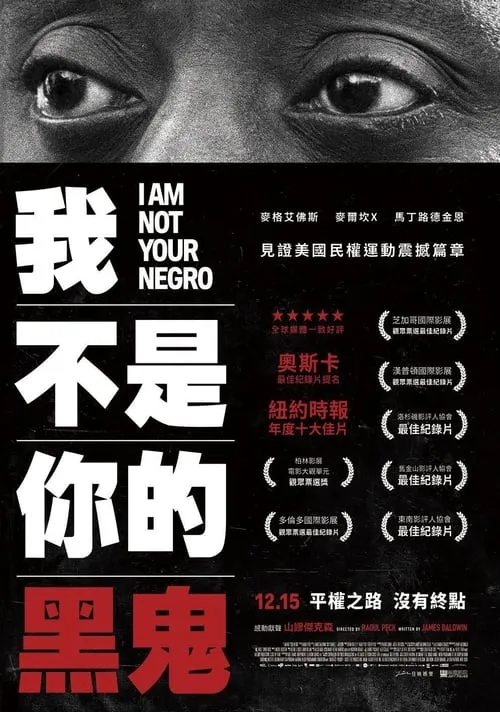 我
不是
你的
黑鬼
I AM
NOT
YOUR
NEGRO
麥格艾佛斯 麥爾坎X 馬丁路德金恩
見證美國民權運動震撼篇章
★★★★★
全球媒體一致好評
奧斯卡
最佳紀錄片提名
紐約時報
年度十大佳片
柏林影展
電影大觀單元
觀眾票選獎
多倫多國際影展
觀眾票選最佳紀錄片
芝加哥國際影展
觀眾票選最佳紀錄片
漢普頓國際影展
觀眾票選最佳紀錄片
洛杉磯影評人協會
最佳紀錄片
舊金山影評人協會
最佳紀錄片
東南影評人協會
最佳紀錄片
12.15 平權之路 沒有終點
感動獻聲 山謬傑克森 DIRECTED BY RAOUL PECK WRITTEN BY JAMES BALDWIN
佳映娛樂